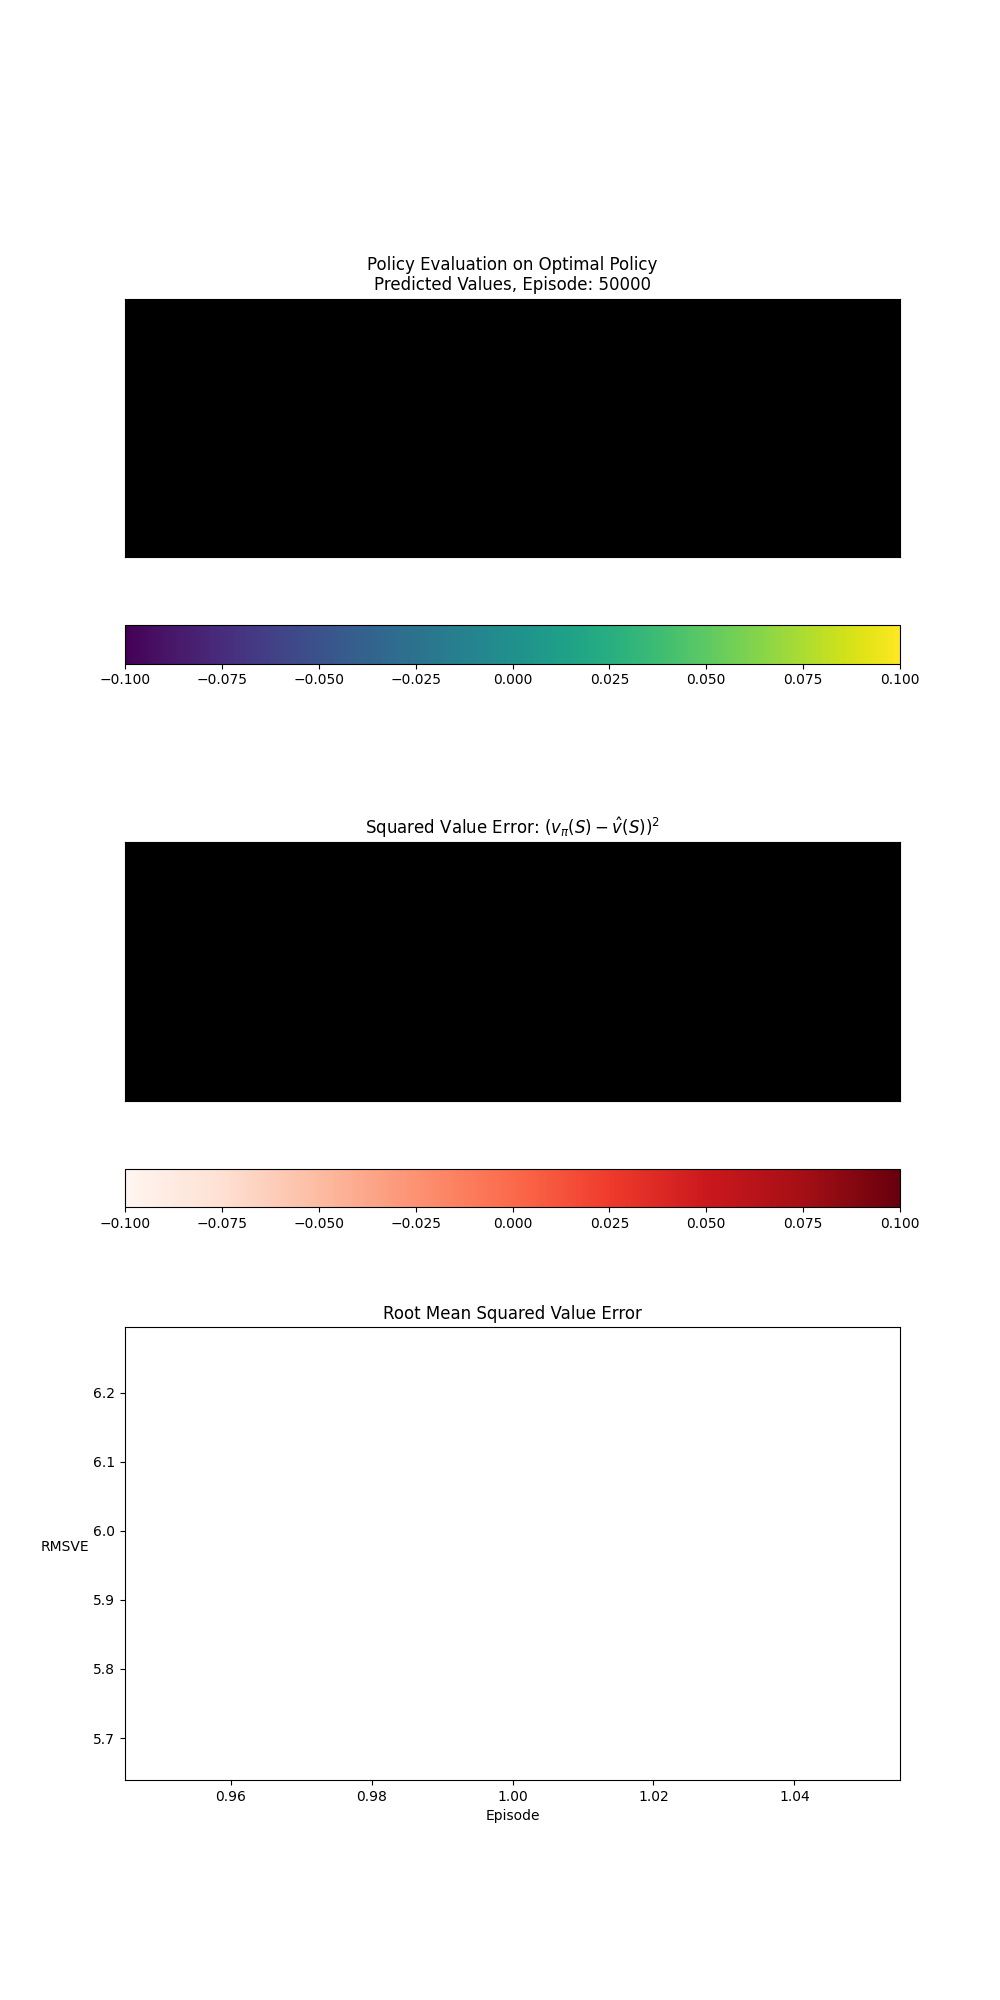 Policy Evaluation on Optimal Policy
Predicted Values, Episode: 50000
−0.100 −0.075 −0.050 −0.025 0.000 0.025 0.050 0.075 0.100
Squared Value Error: $(v_\pi(S) - \hat{v}(S))^2$
−0.100 −0.075 −0.050 −0.025 0.000 0.025 0.050 0.075 0.100
Root Mean Squared Value Error
6.2
6.1
6.0
RMSVE
5.9
5.8
5.7
0.96 0.98 1.00 1.02 1.04
Episode